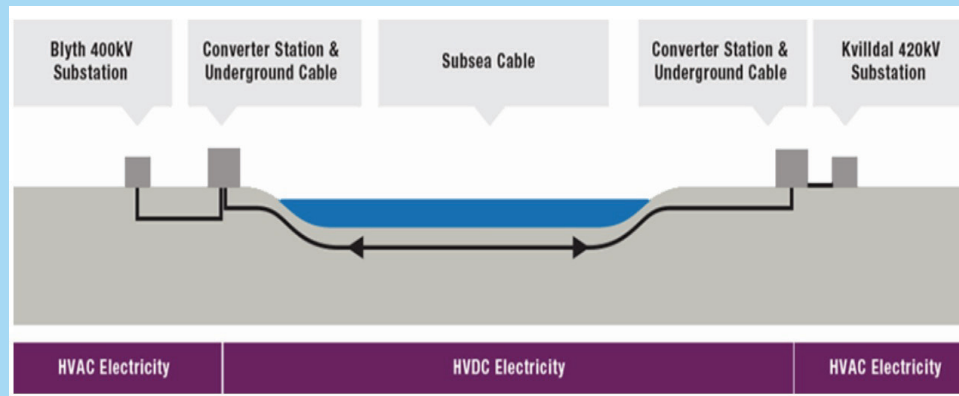 Blyth 400kV
Substation
Converter Station &
Underground Cable
Subsea Cable
Converter Station &
Underground Cable
Kvilldal 420kV
Substation
HVAC Electricity
HVDC Electricity
HVAC Electricity